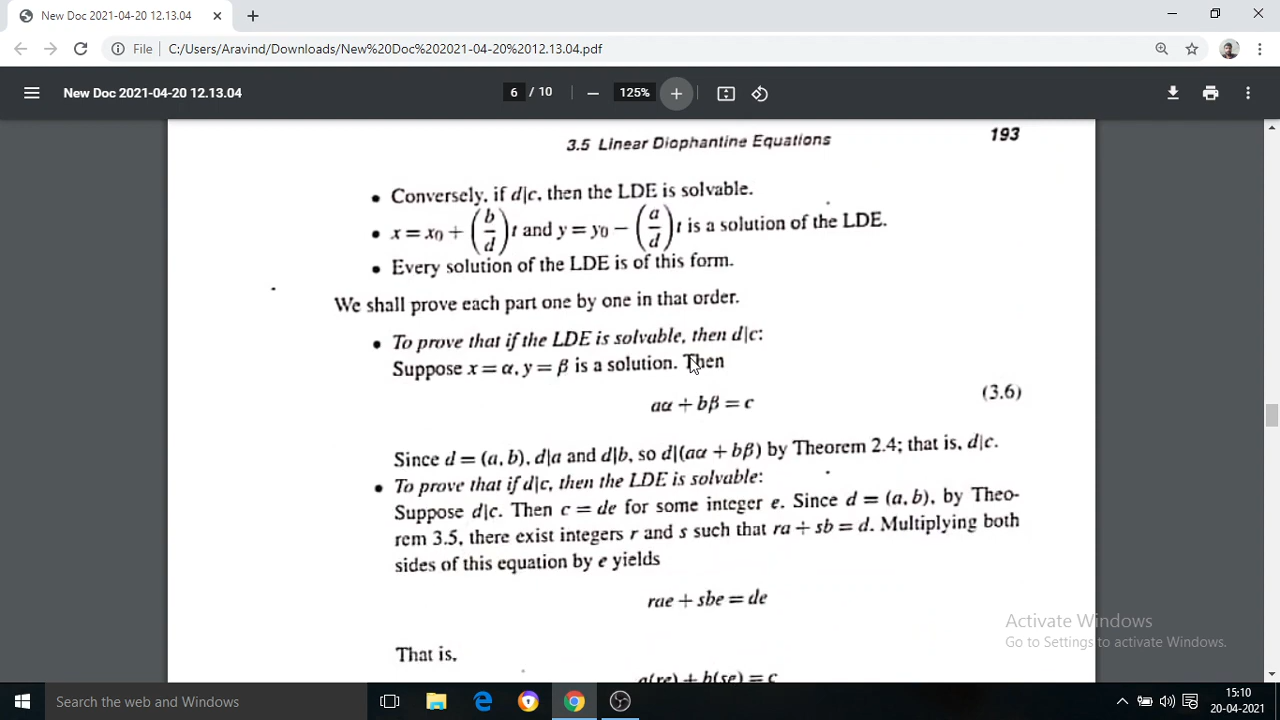 New Doc 2021-04-20 12.13.04
File C:/Users/Aravind/Downloads/New%20Doc%202021-04-20%2012.13.04.pdf
New Doc 2021-04-20 12.13.04 6 / 10 125%
3.5 Linear Diophantine Equations 193
• Conversely, if d|c, then the LDE is solvable.
• x = x₀ + (b/d)t and y = y₀ − (a/d)t is a solution of the LDE.
• Every solution of the LDE is of this form.
We shall prove each part one by one in that order.
• To prove that if the LDE is solvable, then d|c:
Suppose x = α, y = β is a solution. Then
aα + bβ = c (3.6)
Since d = (a, b), d|a and d|b, so d|(aα + bβ) by Theorem 2.4; that is, d|c.
• To prove that if d|c, then the LDE is solvable:
Suppose d|c. Then c = de for some integer e. Since d = (a, b), by Theo-
rem 3.5, there exist integers r and s such that ra + sb = d. Multiplying both
sides of this equation by e yields
rae + sbe = de
That is,
a(re) + b(se) = c
Activate Windows
Go to Settings to activate Windows.
Search the web and Windows
15:10
20-04-2021